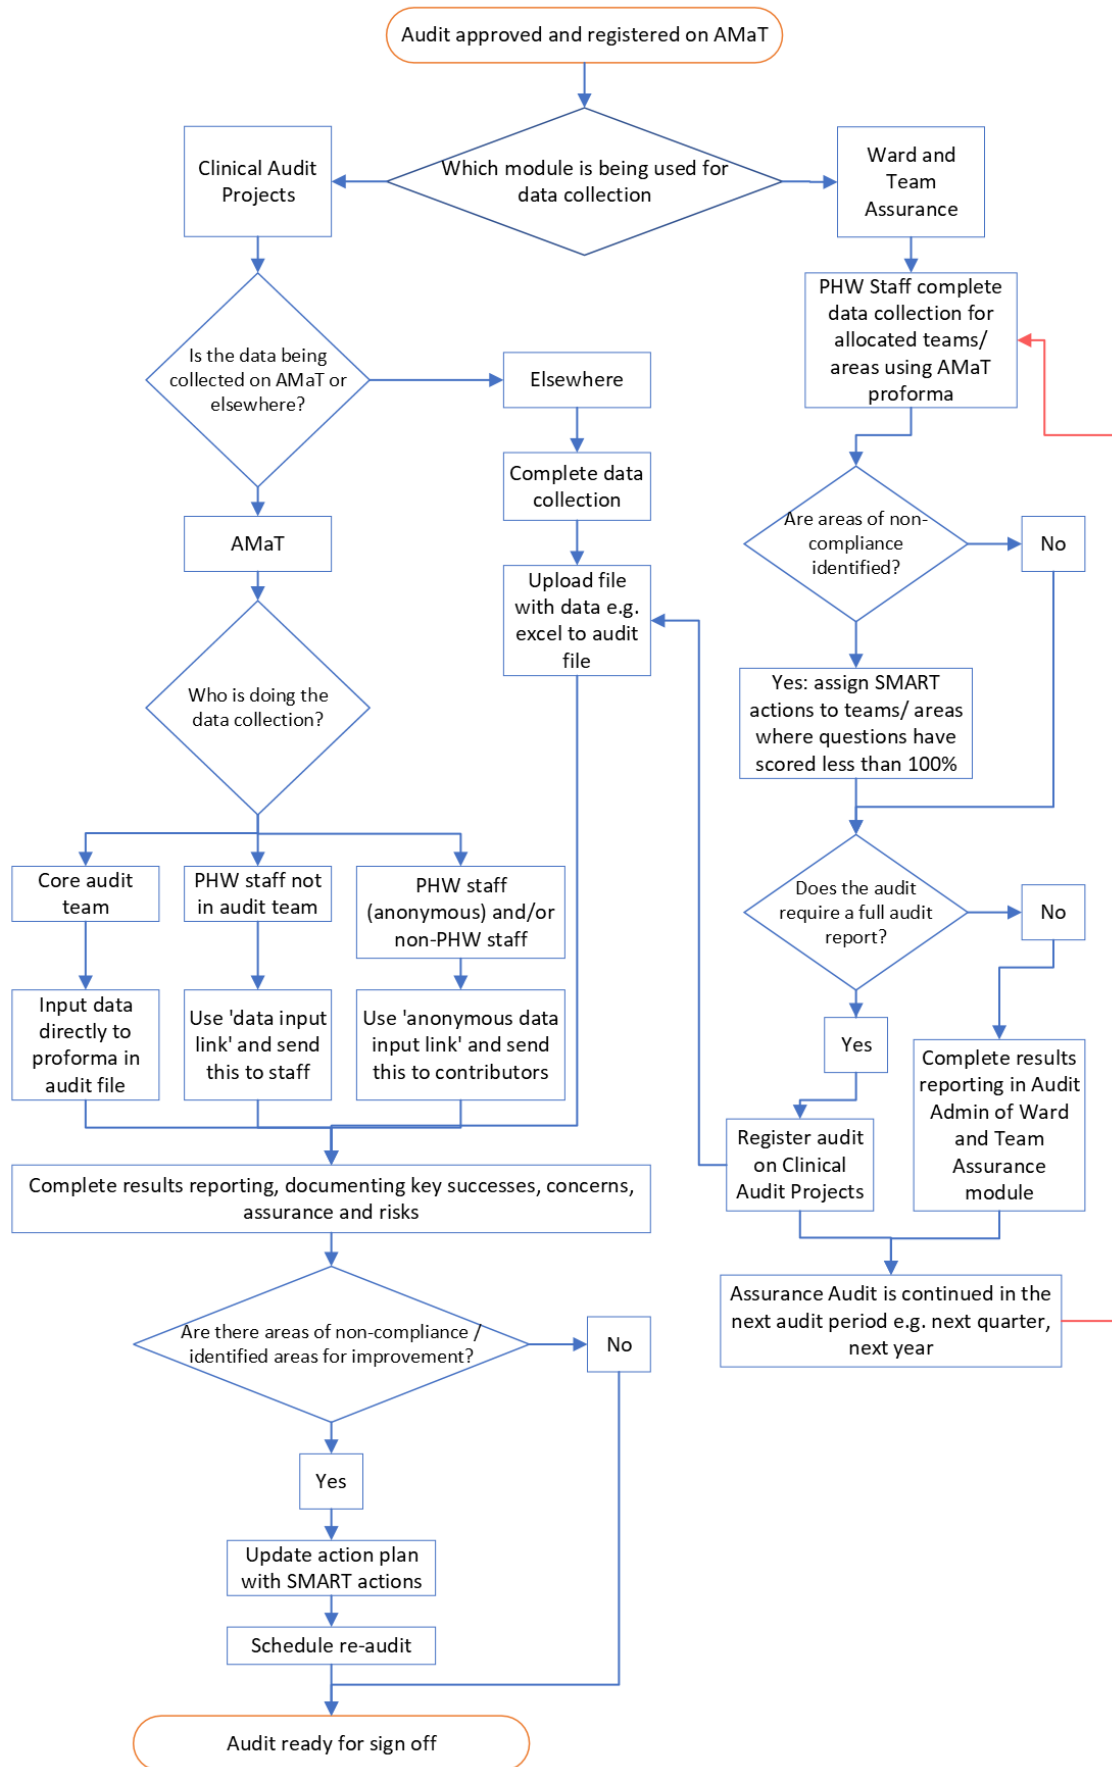 Audit approved and registered on AMaT
Which module is being used for
data collection
Clinical Audit
Projects
Ward and
Team
Assurance
PHW Staff complete
data collection for
allocated teams/
areas using AMaT
proforma
Is the data being
collected on AMaT or
elsewhere?
Elsewhere
Complete data
collection
Upload file
with data e.g.
excel to audit
file
AMaT
Who is doing the
data collection?
Are areas of non-
compliance
identified?
No
Yes: assign SMART
actions to teams/ areas
where questions have
scored less than 100%
Does the audit
require a full audit
report?
No
Yes
Core audit
team
PHW staff not
in audit team
PHW staff
(anonymous) and/or
non-PHW staff
Input data
directly to
proforma in
audit file
Use 'data input
link' and send
this to staff
Use 'anonymous data
input link' and send
this to contributors
Register audit
on Clinical
Audit Projects
Complete results
reporting in Audit
Admin of Ward
and Team
Assurance
module
Complete results reporting, documenting key successes, concerns,
assurance and risks
Assurance Audit is continued in the
next audit period e.g. next quarter,
next year
Are there areas of non-compliance /
identified areas for improvement?
No
Yes
Update action plan
with SMART actions
Schedule re-audit
Audit ready for sign off